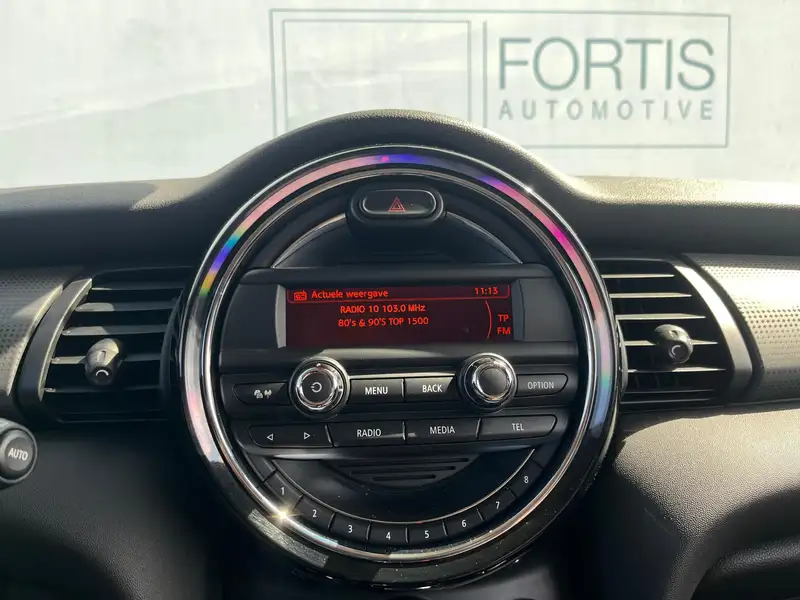 FORTIS
AUTOMOTIVE
Actuele weergave 11:13
RADIO 10 103.0 MHz
80's & 90'S TOP 1500
TP
FM
MENU BACK OPTION
RADIO MEDIA TEL
AUTO
1 2 3 4 5 6 7 8